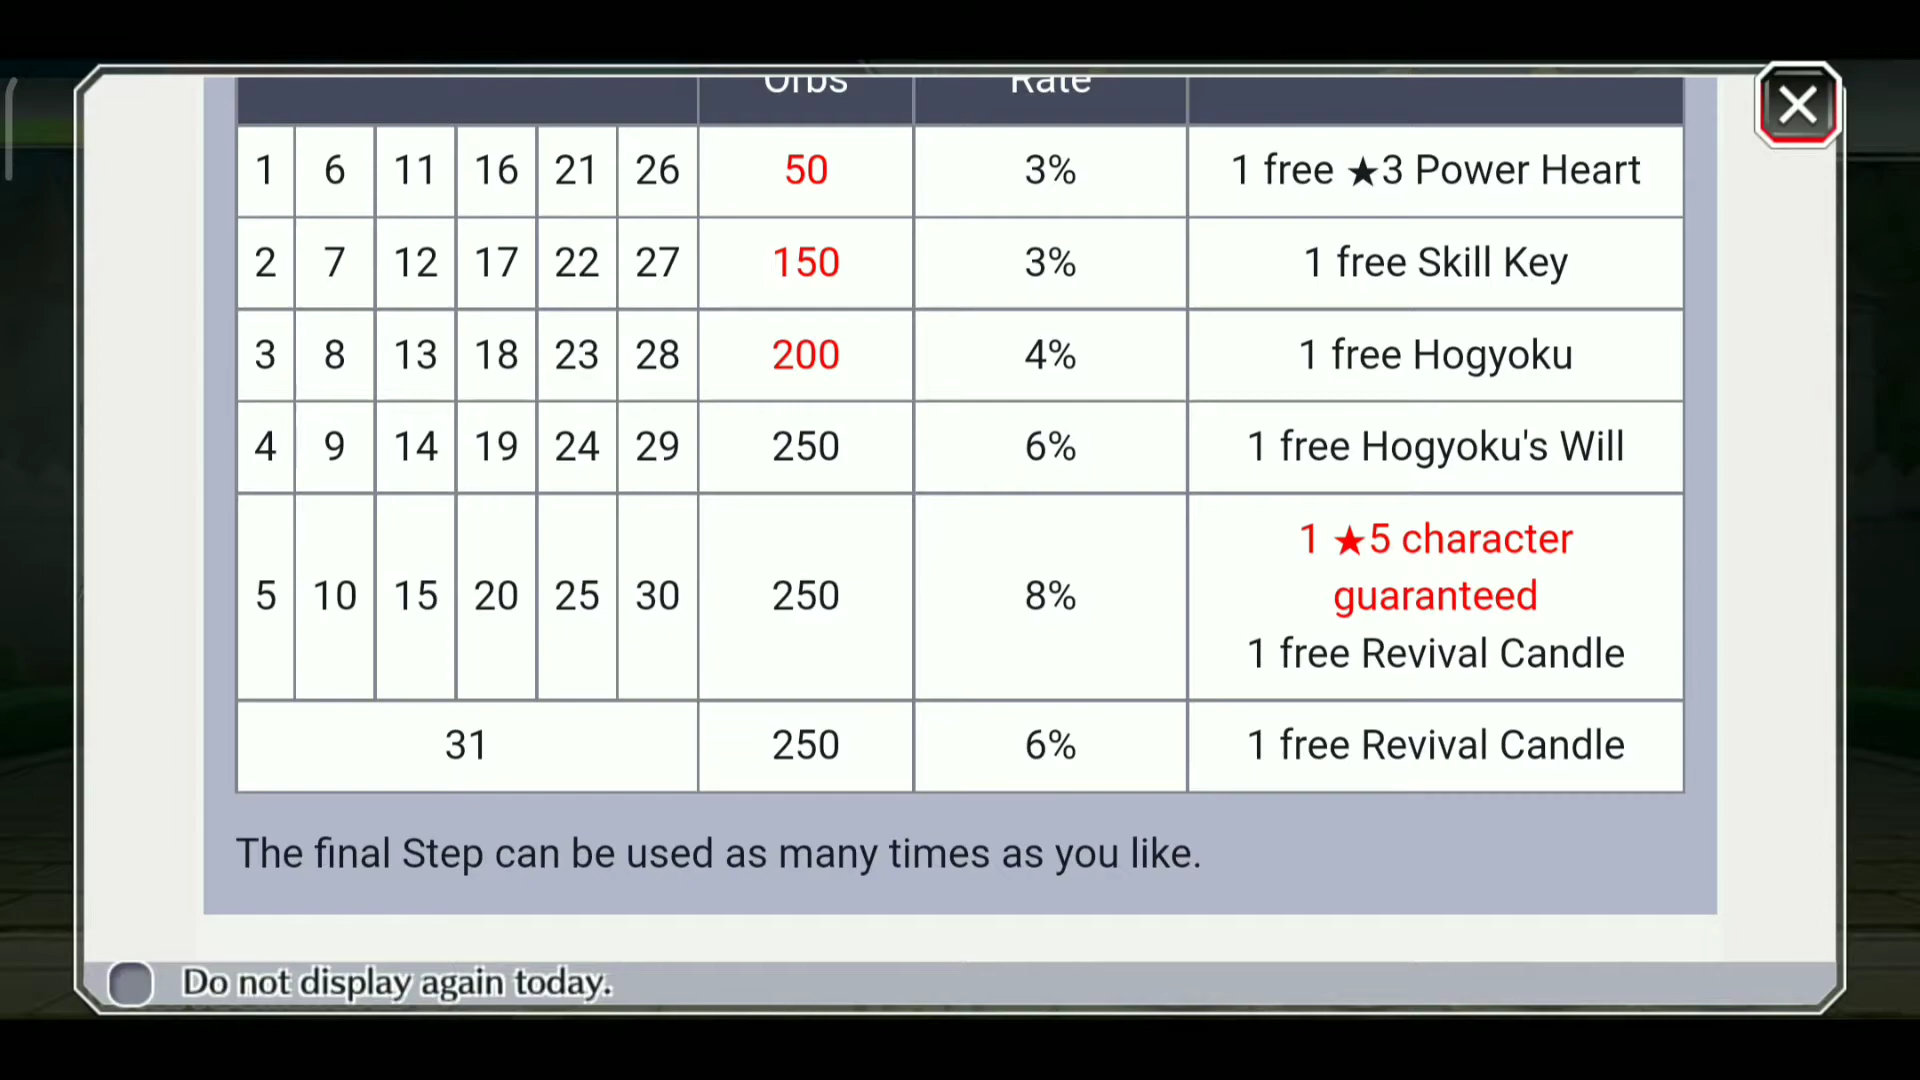 Orbs Rate
1 6 11 16 21 26 50 3% 1 free ★3 Power Heart
2 7 12 17 22 27 150 3% 1 free Skill Key
3 8 13 18 23 28 200 4% 1 free Hogyoku
4 9 14 19 24 29 250 6% 1 free Hogyoku's Will
5 10 15 20 25 30 250 8% 1 ★5 character
guaranteed
1 free Revival Candle
31 250 6% 1 free Revival Candle
The final Step can be used as many times as you like.
Do not display again today.